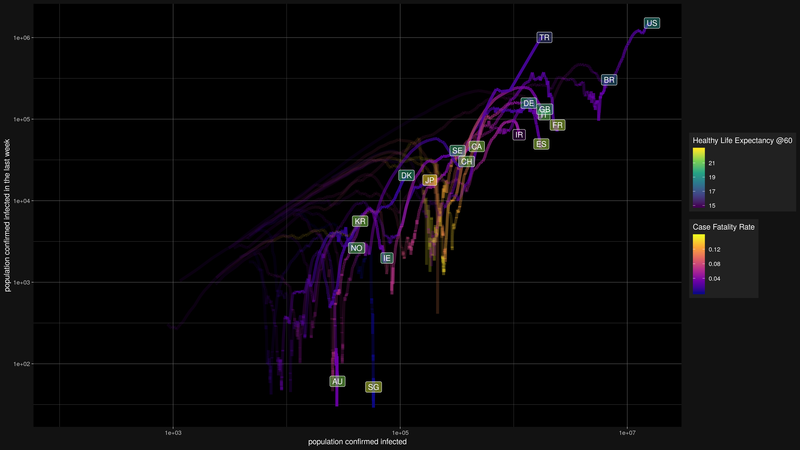 US
1e+06
TR
BR
DE
GB
IT
1e+05
FR
IR
ES
CA
SE
CH
DK
JP
1e+04
KR
NO
IE
1e+03
1e+02
AU
SG
1e+03
1e+05
1e+07
population confirmed infected
population confirmed infected in the last week
Healthy Life Expectancy @60
21
19
17
15
Case Fatality Rate
0.12
0.08
0.04